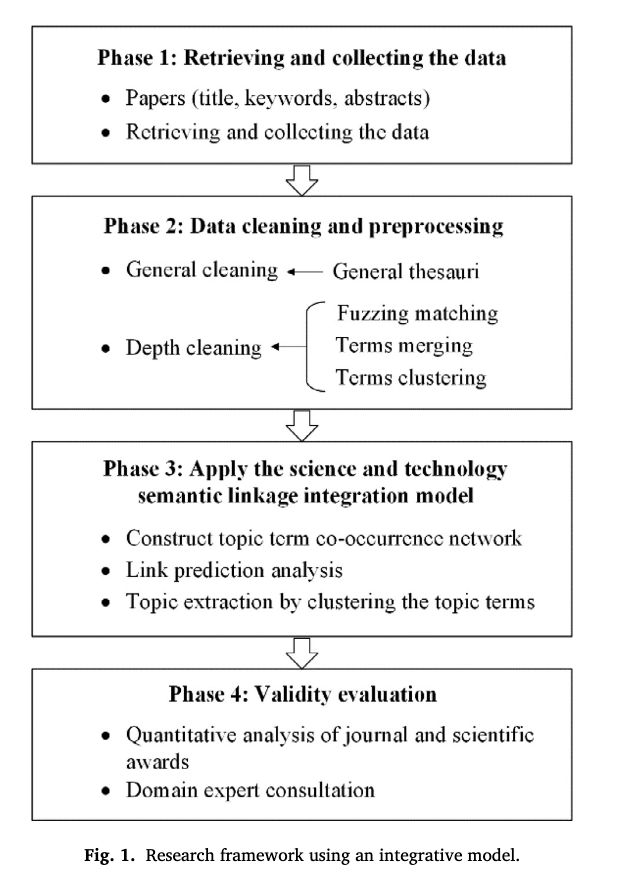 Phase 1: Retrieving and collecting the data
• Papers (title, keywords, abstracts)
• Retrieving and collecting the data
Phase 2: Data cleaning and preprocessing
• General cleaning
General thesauri
• Depth cleaning
Fuzzing matching
Terms merging
Terms clustering
Phase 3: Apply the science and technology
semantic linkage integration model
• Construct topic term co-occurrence network
• Link prediction analysis
• Topic extraction by clustering the topic terms
Phase 4: Validity evaluation
• Quantitative analysis of journal and scientific
awards
• Domain expert consultation
Fig. 1. Research framework using an integrative model.